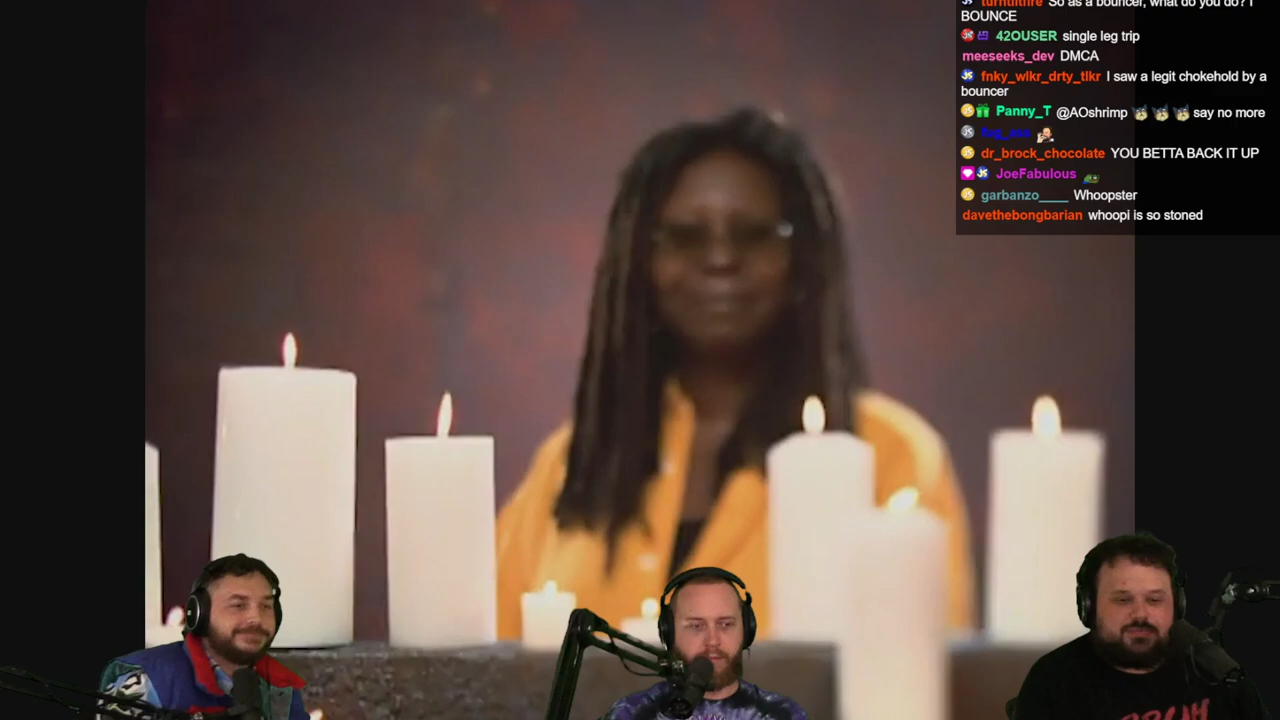 turntltfire So as a bouncer, what do you do? I
BOUNCE
42OUSER single leg trip
meeseeks_dev DMCA
fnky_wlkr_drty_tlkr I saw a legit chokehold by a
bouncer
Panny_T @AOshrimp say no more
dr_brock_chocolate YOU BETTA BACK IT UP
JoeFabulous
garbanzo____ Whoopster
davethebongbarian whoopi is so stoned